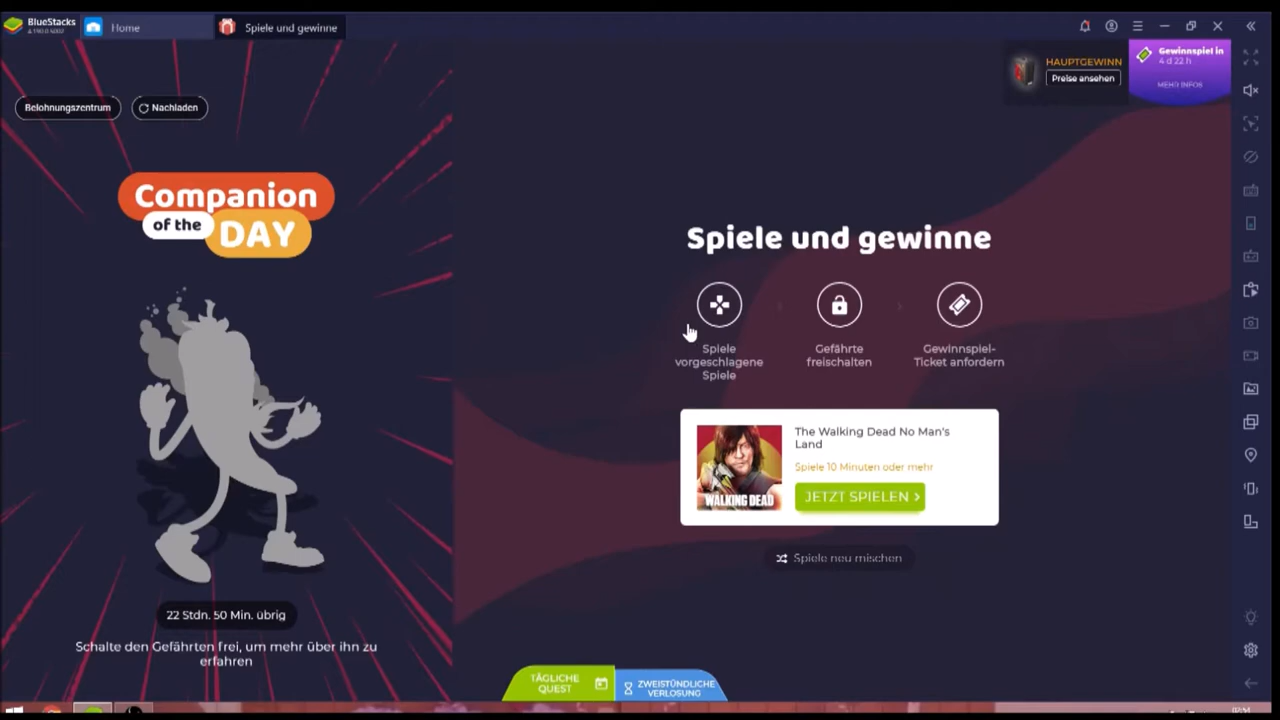 BlueStacks
Home
Spiele und gewinne
HAUPTGEWINN
Preise ansehen
Gewinnspiel in
4 d 22 h
MEHR INFOS
Belohnungszentrum
Nachladen
Companion
of the
DAY
22 Stdn. 50 Min. übrig
Schalte den Gefährten frei, um mehr über ihn zu
erfahren
Spiele und gewinne
Spiele
vorgeschlagene
Spiele
Gefährte
freischalten
Gewinnspiel-
Ticket anfordern
WALKING DEAD
The Walking Dead No Man's
Land
Spiele 10 Minuten oder mehr
JETZT SPIELEN
Spiele neu mischen
TÄGLICHE
QUEST
ZWEISTÜNDLICHE
VERLOSUNG